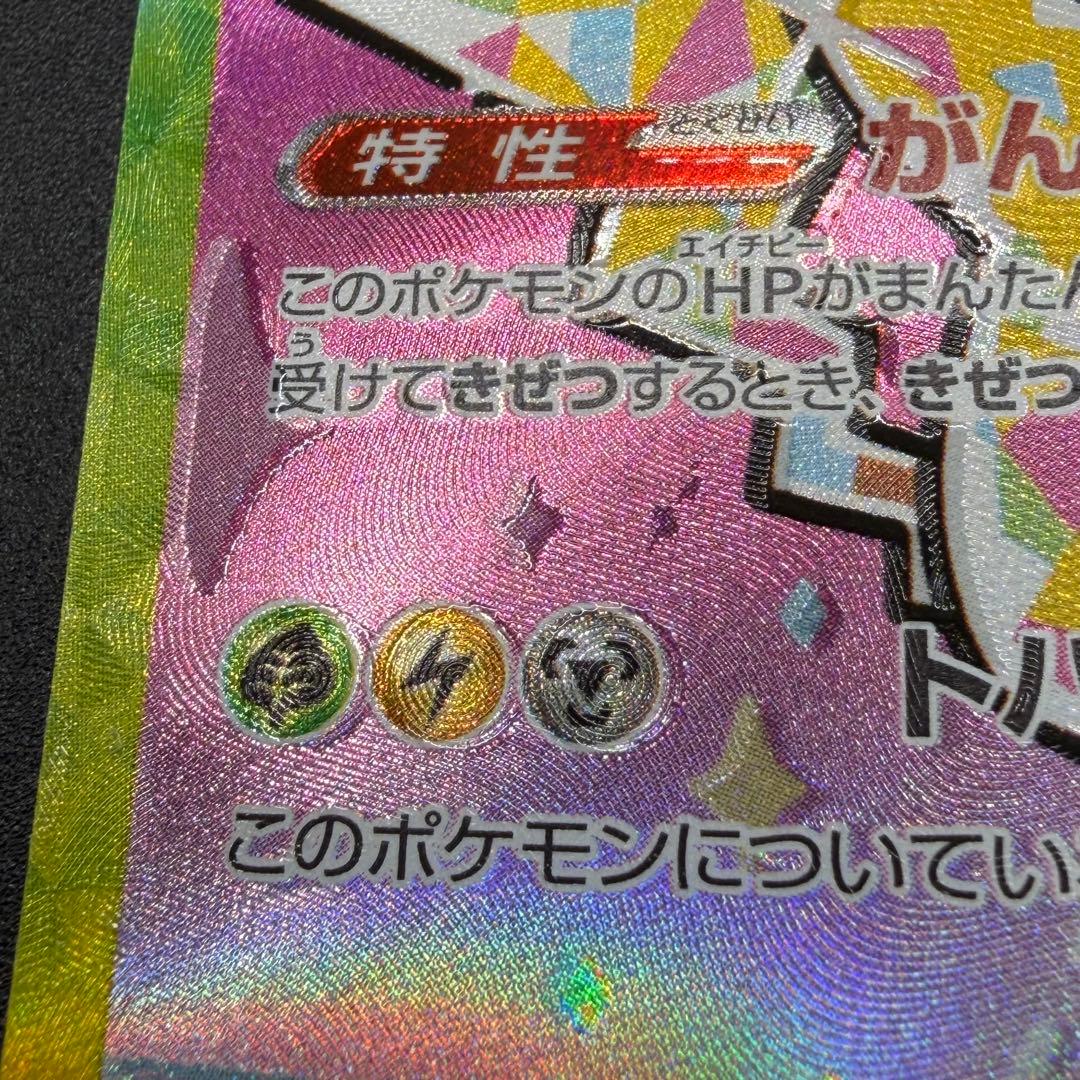 特性 とくせい がん
エイチピー
このポケモンのHPがまんたん
う
受けてきぜつするとき、きぜつ
ト
このポケモンについてい